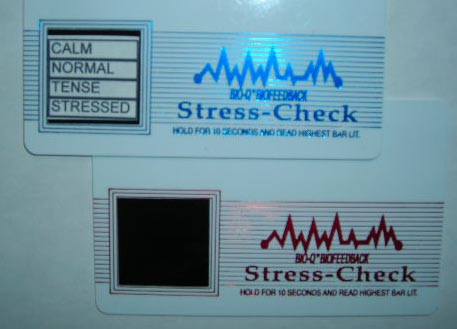 CALM
NORMAL
TENSE
STRESSED
BIO-Q® BIOFEEDBACK
Stress-Check
HOLD FOR 10 SECONDS AND READ HIGHEST BAR LIT.
BIO-Q® BIOFEEDBACK
Stress-Check
HOLD FOR 10 SECONDS AND READ HIGHEST BAR LIT.